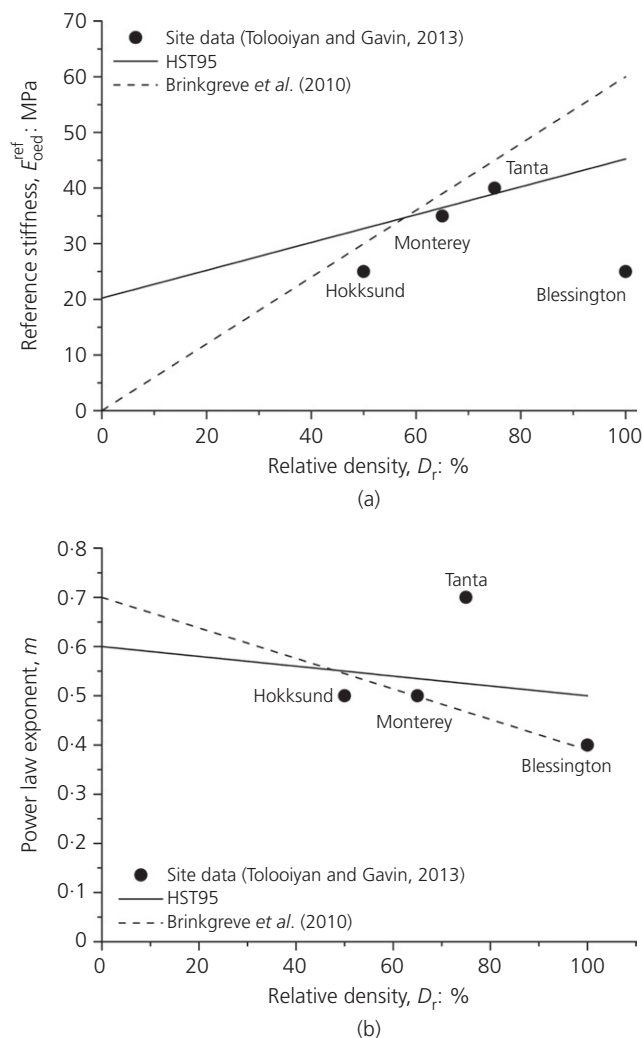 70
60
50
40
30
20
10
0
Reference stiffness, E_oed^ref: MPa
Site data (Tolooiyan and Gavin, 2013)
HST95
Brinkgreve et al. (2010)
Tanta
Monterey
Hokksund
Blessington
0 20 40 60 80 100
Relative density, D_r: %
(a)
0·8
0·7
0·6
0·5
0·4
0·3
0·2
0·1
0
Power law exponent, m
Tanta
Hokksund
Monterey
Blessington
Site data (Tolooiyan and Gavin, 2013)
HST95
Brinkgreve et al. (2010)
0 20 40 60 80 100
Relative density, D_r: %
(b)